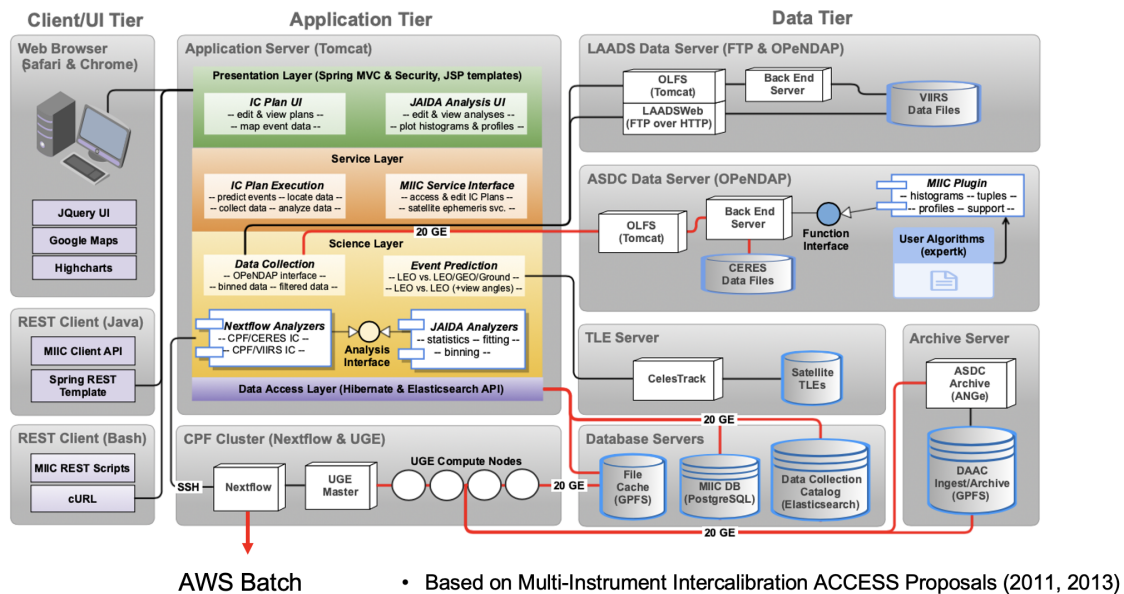 Client/UI Tier
Application Tier
Data Tier
Web Browser
(Safari & Chrome)
JQuery UI
Google Maps
Highcharts
REST Client (Java)
MIIC Client API
Spring REST
Template
REST Client (Bash)
MIIC REST Scripts
cURL
Application Server (Tomcat)
Presentation Layer (Spring MVC & Security, JSP templates)
IC Plan UI
-- edit & view plans --
-- map event data --
JAIDA Analysis UI
-- edit & view analyses --
-- plot histograms & profiles --
Service Layer
IC Plan Execution
-- predict events -- locate data --
-- collect data -- analyze data --
MIIC Service Interface
-- access & edit IC Plans --
-- satellite ephemeris svc. --
20 GE
Science Layer
Data Collection
-- OPeNDAP interface --
-- binned data -- filtered data --
Event Prediction
-- LEO vs. LEO/GEO/Ground --
-- LEO vs. LEO (+view angles) --
Nextflow Analyzers
-- CPF/CERES IC --
-- CPF/VIIRS IC --
Analysis
Interface
JAIDA Analyzers
-- statistics -- fitting --
-- binning --
Data Access Layer (Hibernate & Elasticsearch API)
CPF Cluster (Nextflow & UGE)
SSH
Nextflow
UGE
Master
UGE Compute Nodes
20 GE
LAADS Data Server (FTP & OPeNDAP)
OLFS
(Tomcat)
LAADSWeb
(FTP over HTTP)
Back End
Server
VIIRS
Data Files
ASDC Data Server (OPeNDAP)
OLFS
(Tomcat)
Back End
Server
CERES
Data Files
Function
Interface
MIIC Plugin
-- histograms -- tuples --
-- profiles -- support --
User Algorithms
(expertk)
TLE Server
CelesTrack
Satellite
TLEs
Archive Server
ASDC
Archive
(ANGe)
DAAC
Ingest/Archive
(GPFS)
20 GE
Database Servers
File
Cache
(GPFS)
MIIC DB
(PostgreSQL)
Data Collection
Catalog
(Elasticsearch)
20 GE
AWS Batch
• Based on Multi-Instrument Intercalibration ACCESS Proposals (2011, 2013)